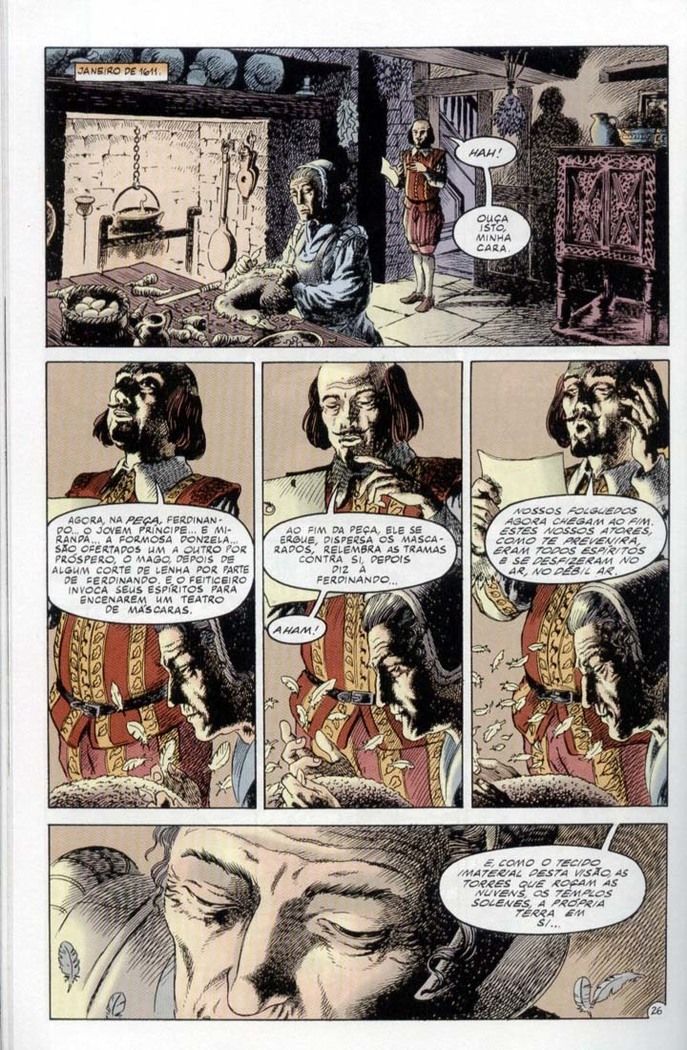 JANEIRO DE 1611.
HAH!
OUÇA
ISTO,
MINHA
CARA.
AGORA, NA PEÇA, FERDINAN-
DO... O JOVEM PRÍNCIPE... E MI-
RANDA... A FORMOSA DONZELA...
SÃO OFERTADOS UM A OUTRO POR
PRÓSPERO, O MAGO, DEPOIS DE
ALGUM CORTE DE LENHA POR PARTE
DE FERDINANDO. E O FEITICEIRO
INVOCA SEUS ESPÍRITOS PARA
ENCENAREM UM TEATRO
DE MÁSCARAS.
AO FIM DA PEÇA, ELE SE
ERGUE, DISPERSA OS MASCA-
RADOS, RELEMBRA AS TRAMAS
CONTRA SI, DEPOIS
DIZ À
FERDINANDO...
AHAM!
NOSSOS FOLGUEDOS
AGORA CHEGAM AO FIM.
ESTES NOSSOS ATORES,
COMO TE PREVENIRA,
ERAM TODOS ESPÍRITOS
E SE DESFIZERAM NO
AR, NO DÉBIL AR.
E, COMO O TECIDO
IMATERIAL DESTA VISÃO, AS
TORRES QUE ROÇAM AS
NUVENS, OS TEMPLOS
SOLENES, A PRÓPRIA
TERRA EM
SI...
26